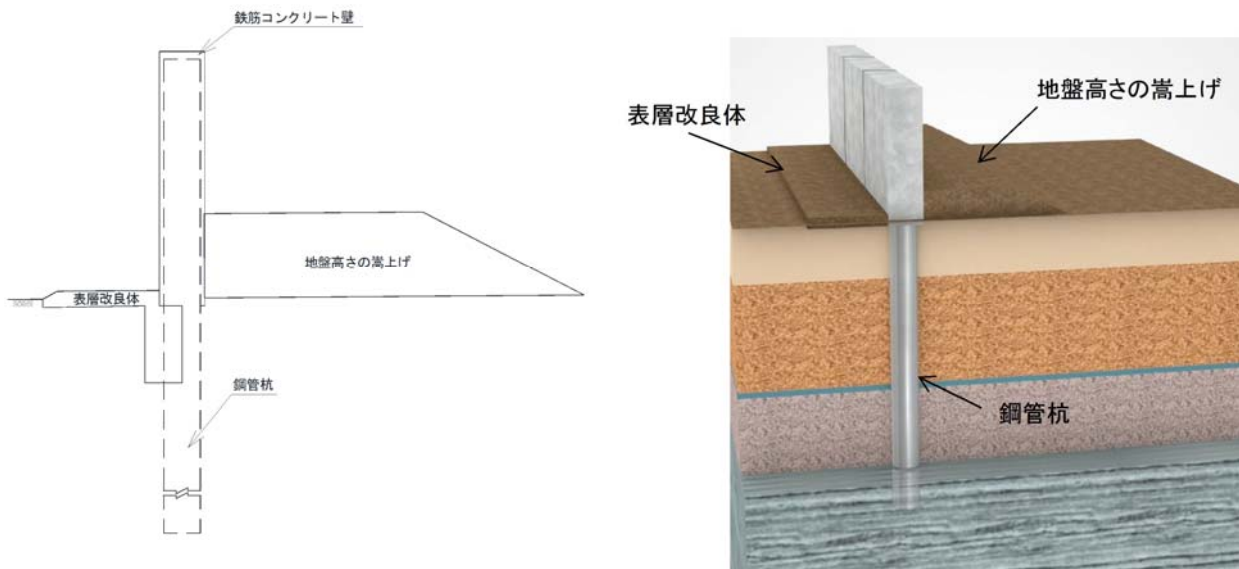 鉄筋コンクリート壁
地盤高さの嵩上げ
表層改良体
鋼管杭
表層改良体
地盤高さの嵩上げ
鋼管杭